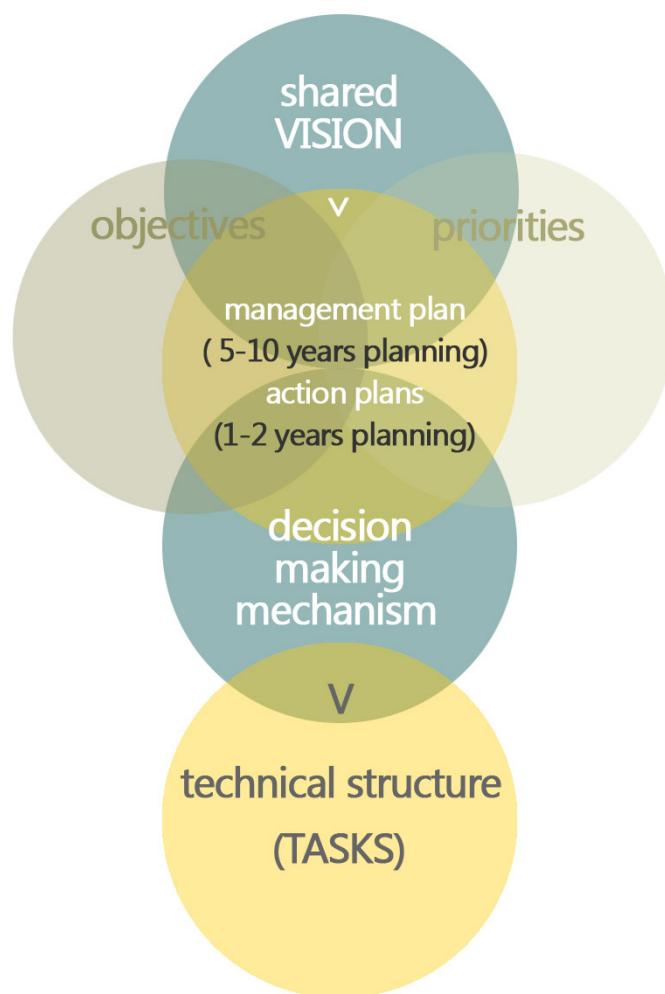 shared
VISION
objectives
priorities
management plan
( 5-10 years planning)
action plans
(1-2 years planning)
decision
making
mechanism
technical structure
(TASKS)